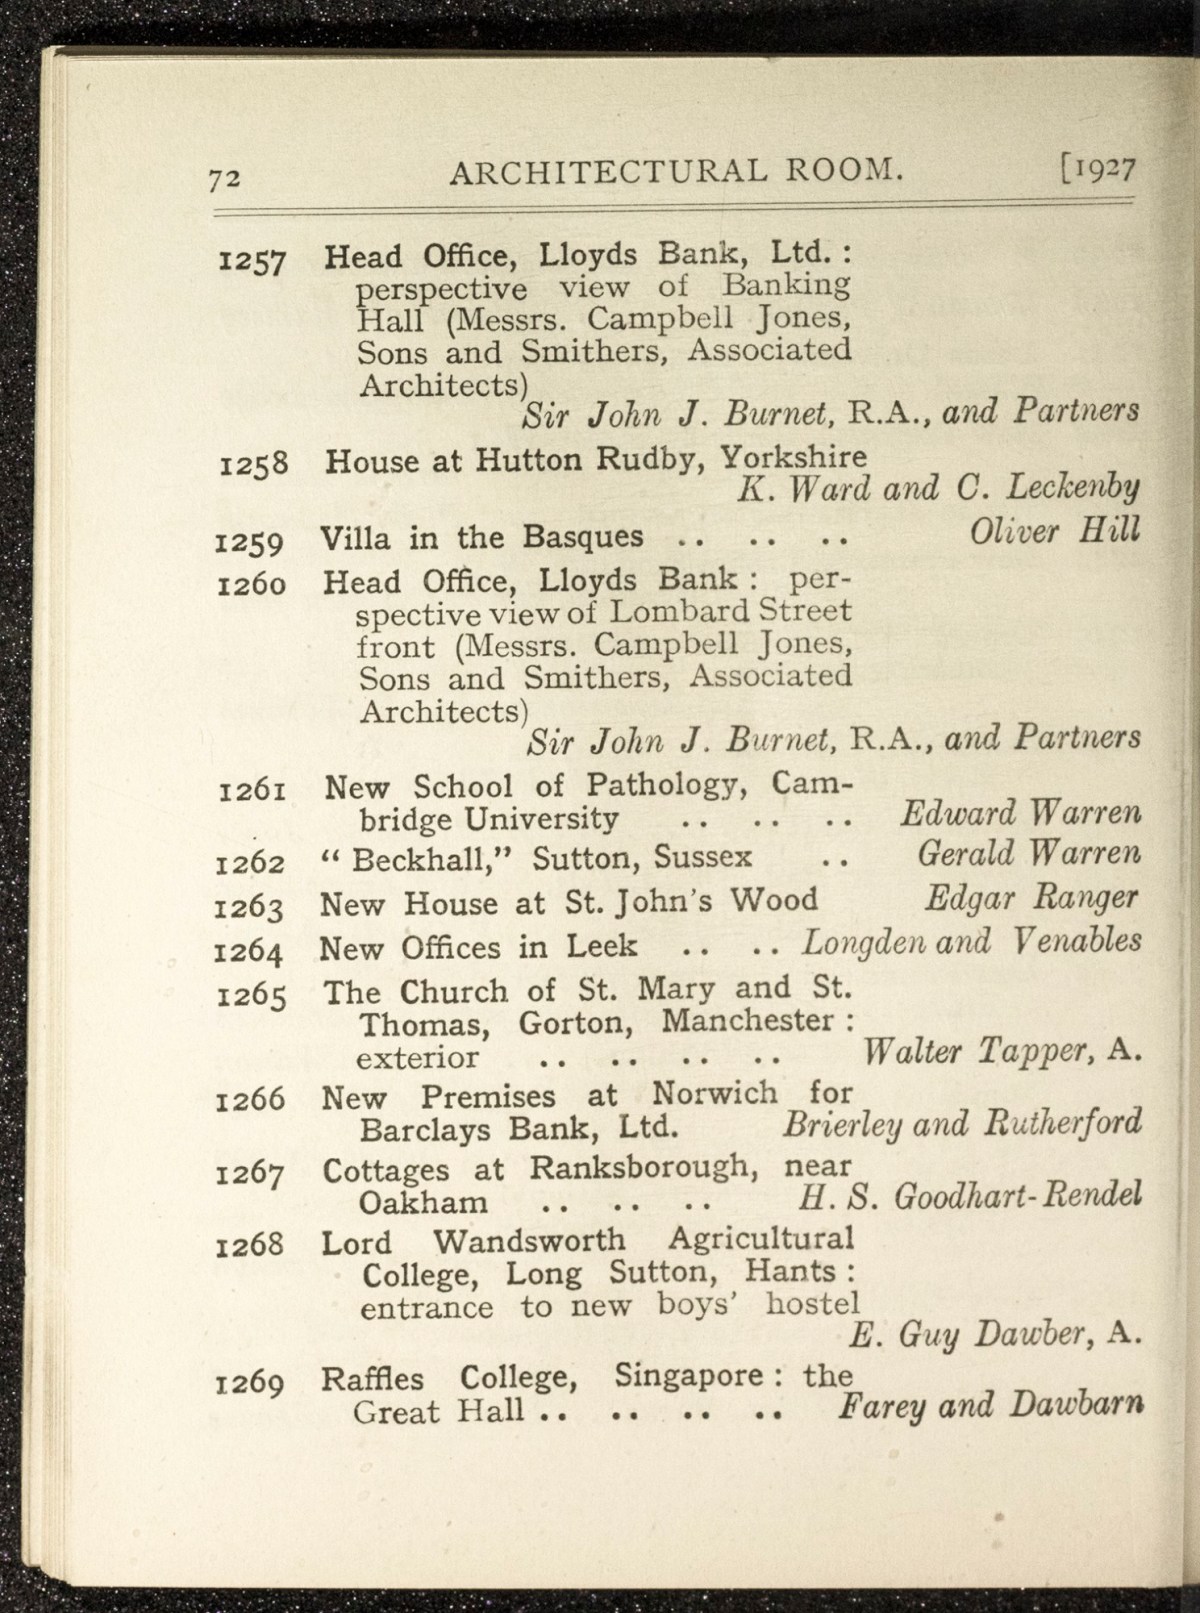 72 ARCHITECTURAL ROOM. [1927
1257 Head Office, Lloyds Bank, Ltd. :
perspective view of Banking
Hall (Messrs. Campbell Jones,
Sons and Smithers, Associated
Architects)
Sir John J. Burnet, R.A., and Partners
1258 House at Hutton Rudby, Yorkshire
K. Ward and C. Leckenby
1259 Villa in the Basques .. .. .. Oliver Hill
1260 Head Office, Lloyds Bank : per-
spective view of Lombard Street
front (Messrs. Campbell Jones,
Sons and Smithers, Associated
Architects)
Sir John J. Burnet, R.A., and Partners
1261 New School of Pathology, Cam-
bridge University .. .. .. Edward Warren
1262 “ Beckhall,” Sutton, Sussex .. Gerald Warren
1263 New House at St. John’s Wood Edgar Ranger
1264 New Offices in Leek .. .. Longden and Venables
1265 The Church of St. Mary and St.
Thomas, Gorton, Manchester :
exterior .. .. .. .. Walter Tapper, A.
1266 New Premises at Norwich for
Barclays Bank, Ltd. Brierley and Rutherford
1267 Cottages at Ranksborough, near
Oakham .. .. .. H. S. Goodhart-Rendel
1268 Lord Wandsworth Agricultural
College, Long Sutton, Hants :
entrance to new boys’ hostel
E. Guy Dawber, A.
1269 Raffles College, Singapore : the
Great Hall .. .. .. .. Farey and Dawbarn